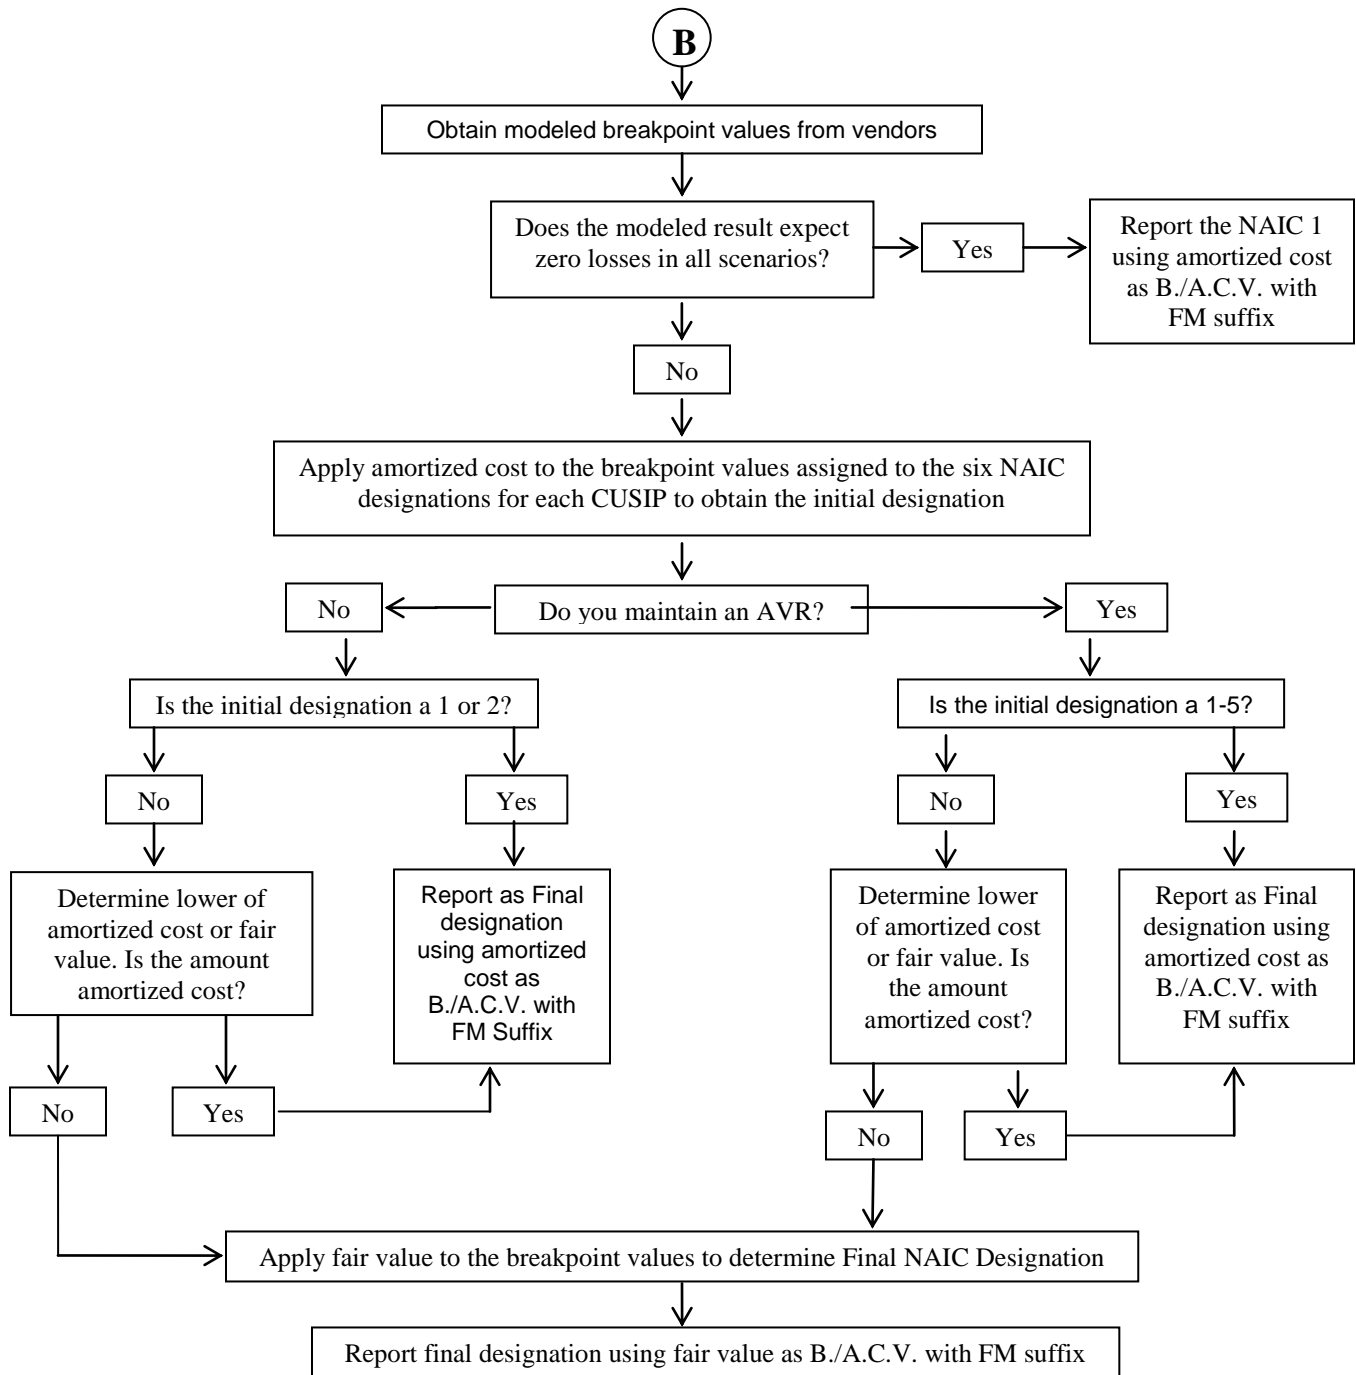 B
Obtain modeled breakpoint values from vendors
Does the modeled result expect
zero losses in all scenarios?
Yes
Report the NAIC 1
using amortized cost
as B./A.C.V. with
FM suffix
No
Apply amortized cost to the breakpoint values assigned to the six NAIC
designations for each CUSIP to obtain the initial designation
No
Do you maintain an AVR?
Yes
Is the initial designation a 1 or 2?
Is the initial designation a 1-5?
No
Yes
No
Yes
Determine lower of
amortized cost or fair
value. Is the amount
amortized cost?
Report as Final
designation
using amortized
cost as
B./A.C.V. with
FM Suffix
Determine lower
of amortized cost
or fair value. Is
the amount
amortized cost?
Report as Final
designation using
amortized cost as
B./A.C.V. with
FM suffix
No
Yes
No
Yes
Apply fair value to the breakpoint values to determine Final NAIC Designation
Report final designation using fair value as B./A.C.V. with FM suffix